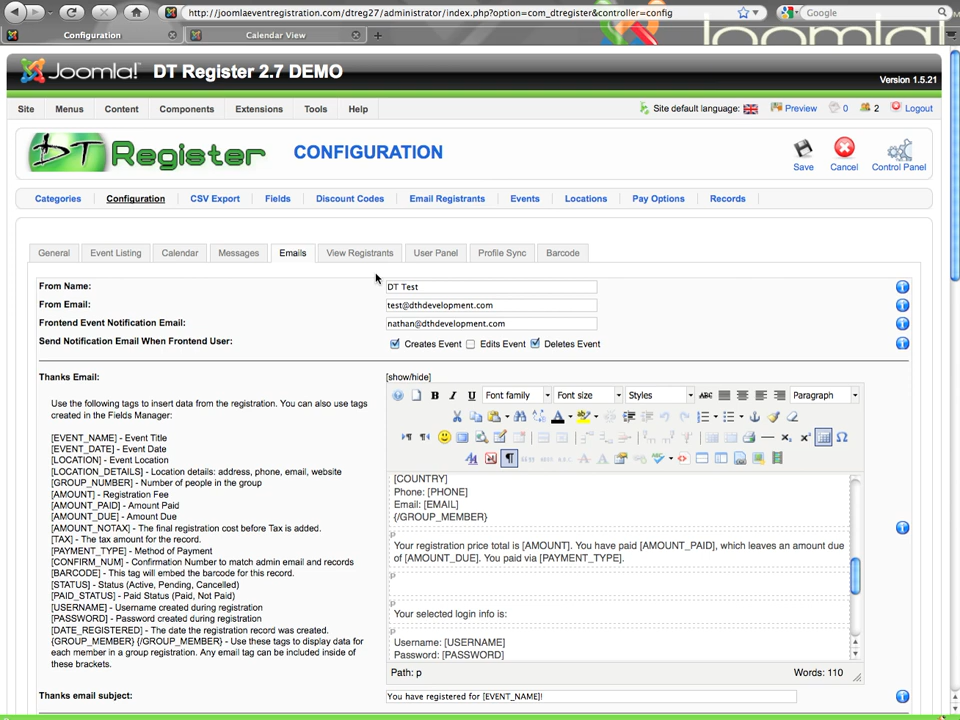 http://joomlaeventregistration.com/dtreg27/administrator/index.php?option=com_dtregister&controller=config
Google
Configuration
Calendar View
Joomla!
Joomla! DT Register 2.7 DEMO
Version 1.5.21
Site Menus Content Components Extensions Tools Help
Site default language: Preview 0 2 Logout
DT Register CONFIGURATION
Save Cancel Control Panel
Categories Configuration CSV Export Fields Discount Codes Email Registrants Events Locations Pay Options Records
General Event Listing Calendar Messages Emails View Registrants User Panel Profile Sync Barcode
From Name: DT Test
From Email: test@dthdevelopment.com
Frontend Event Notification Email: nathan@dthdevelopment.com
Send Notification Email When Frontend User: Creates Event Edits Event Deletes Event
Thanks Email: [show/hide]
Use the following tags to insert data from the registration. You can also use tags
created in the Fields Manager:
[EVENT_NAME] - Event Title
[EVENT_DATE] - Event Date
[LOCATION] - Event Location
[LOCATION_DETAILS] - Location details: address, phone, email, website
[GROUP_NUMBER] - Number of people in the group
[AMOUNT] - Registration Fee
[AMOUNT_PAID] - Amount Paid
[AMOUNT_DUE] - Amount Due
[AMOUNT_NOTAX] - The final registration cost before Tax is added.
[TAX] - The tax amount for the record.
[PAYMENT_TYPE] - Method of Payment
[CONFIRM_NUM] - Confirmation Number to match admin email and records
[BARCODE] - This tag will embed the barcode for this record.
[STATUS] - Status (Active, Pending, Cancelled)
[PAID_STATUS] - Paid Status (Paid, Not Paid)
[USERNAME] - Username created during registration
[PASSWORD] - Password created during registration
[DATE_REGISTERED] - The date the registration record was created.
{GROUP_MEMBER} {/GROUP_MEMBER} - Use these tags to display data for
each member in a group registration. Any email tag can be included inside of
these brackets.
B I U Font family Font size Styles ABC Paragraph
[COUNTRY]
Phone: [PHONE]
Email: [EMAIL]
{/GROUP_MEMBER}
Your registration price total is [AMOUNT]. You have paid [AMOUNT_PAID], which leaves an amount due
of [AMOUNT_DUE]. You paid via [PAYMENT_TYPE].
Your selected login info is:
Username: [USERNAME]
Password: [PASSWORD]
Path: p Words: 110
Thanks email subject: You have registered for [EVENT_NAME]!